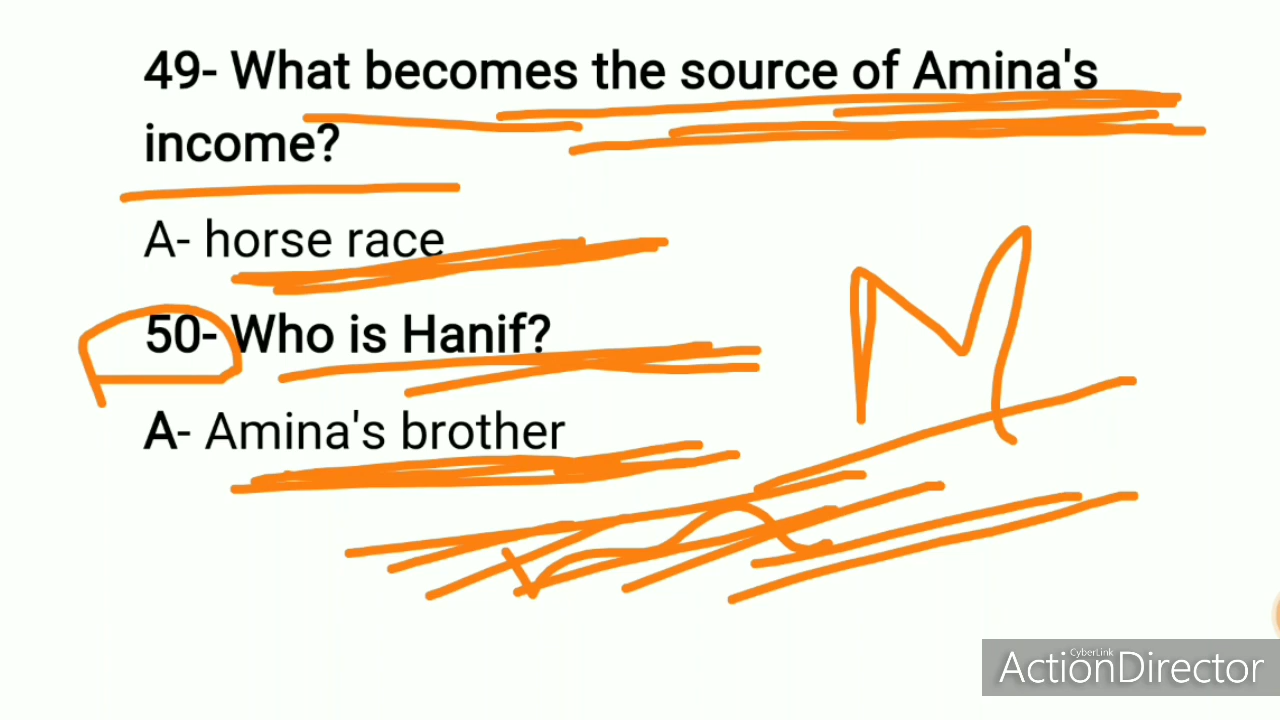 49- What becomes the source of Amina's
income?
A- horse race
50- Who is Hanif?
A- Amina's brother
M
CyberLink
ActionDirector